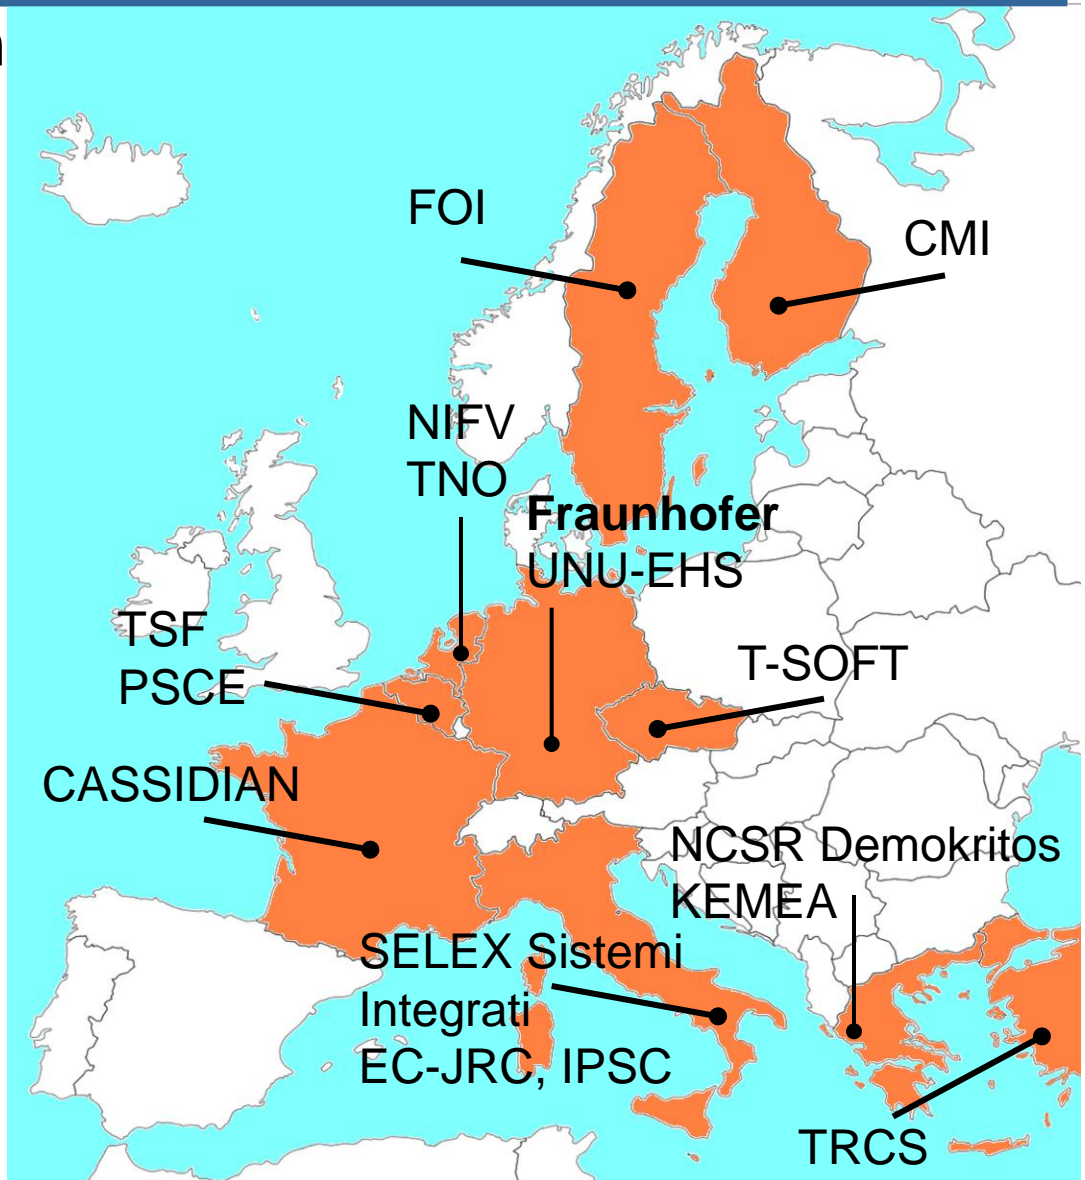 FOI
CMI
NIFV
TNO
Fraunhofer
UNU-EHS
TSF
PSCE
T-SOFT
CASSIDIAN
NCSR Demokritos
KEMEA
SELEX Sistemi
Integrati
EC-JRC, IPSC
TRCS